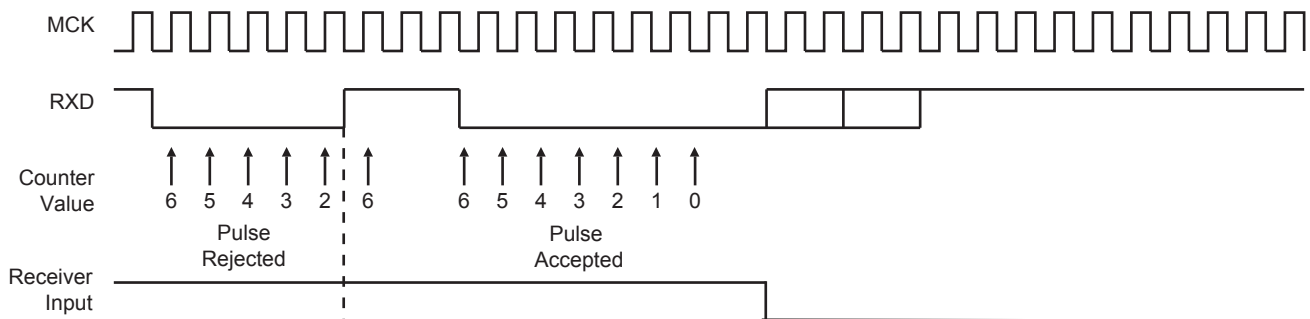 MCK
RXD
Counter
Value
6 5 4 3 2 6 6 5 4 3 2 1 0
Pulse
Rejected
Pulse
Accepted
Receiver
Input